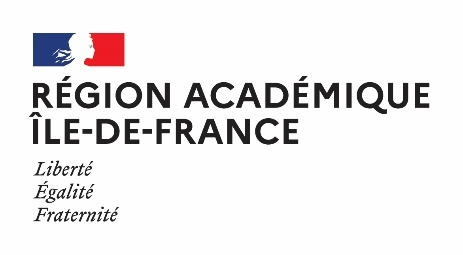 RÉGION ACADÉMIQUE
ÎLE-DE-FRANCE
Liberté
Égalité
Fraternité